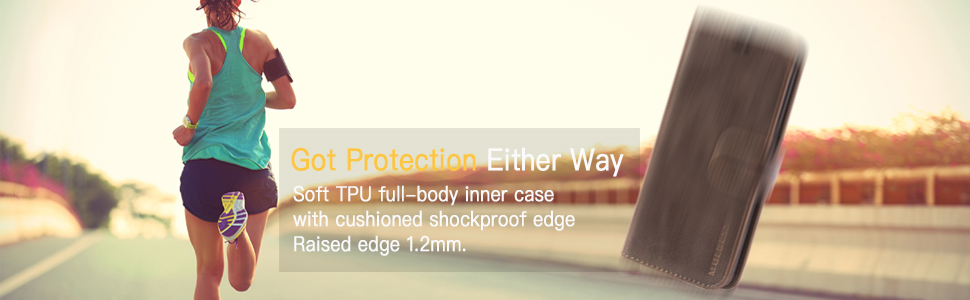 Got Protection Either Way
Soft TPU full-body inner case
with cushioned shockproof edge
Raised edge 1.2mm.